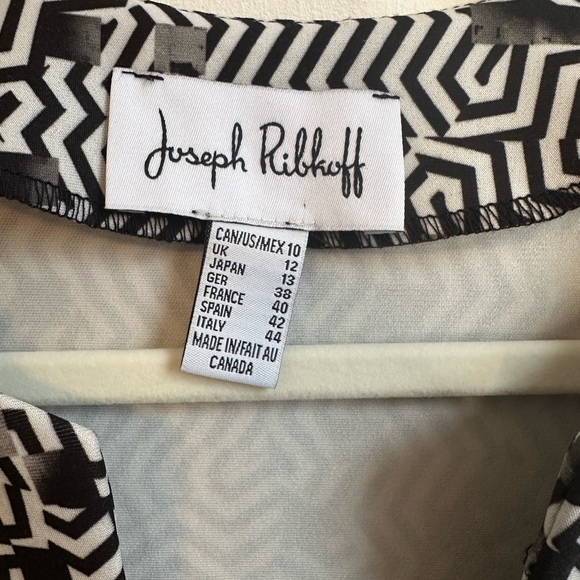 Joseph Ribkoff
CAN/US/MEX 10
UK 12
JAPAN 13
GER 38
FRANCE 40
SPAIN 42
ITALY 44
MADE IN/FAIT AU
CANADA